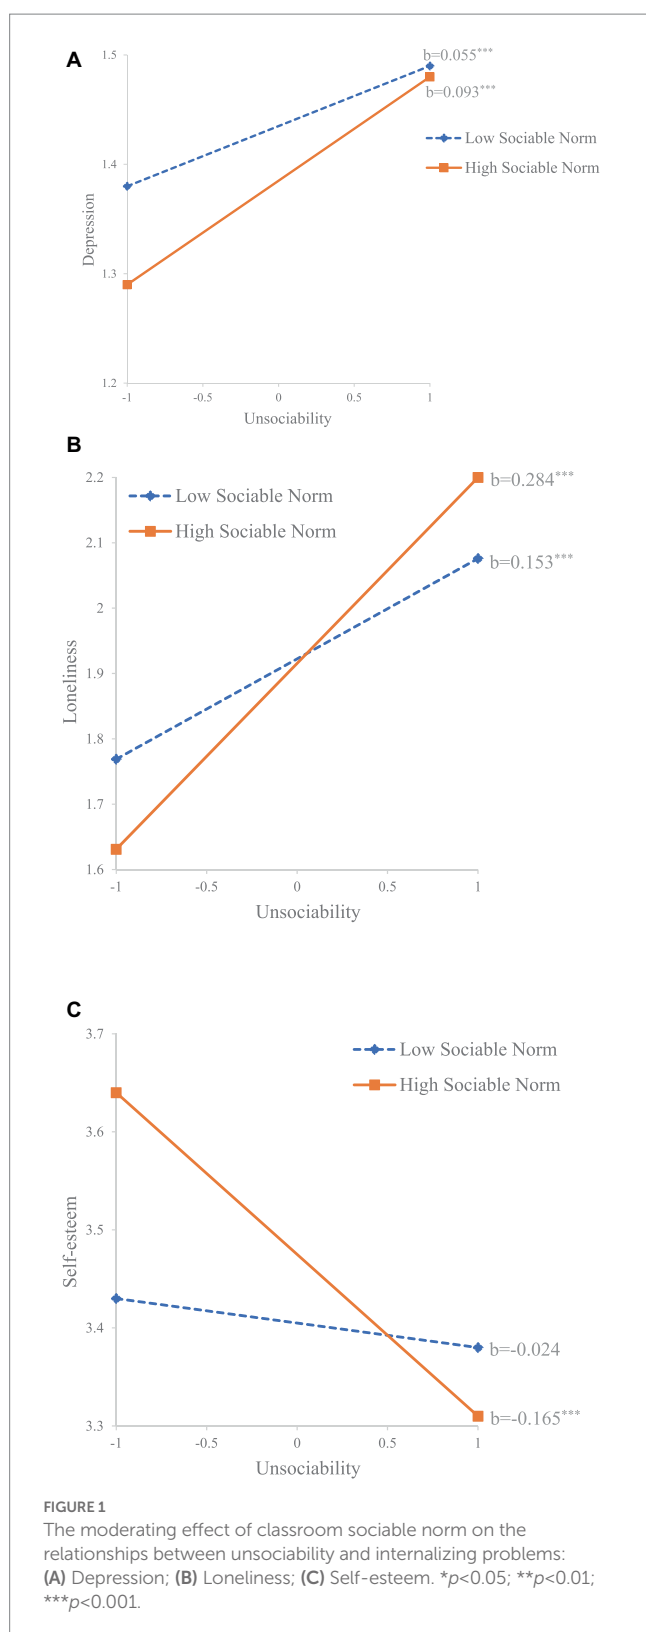 A
1.5
1.4
1.3
1.2
Depression
b=0.055***
b=0.093***
Low Sociable Norm
High Sociable Norm
-1 -0.5 0 0.5 1
Unsociability
B
2.2
2.1
2
1.9
1.8
1.7
1.6
Loneliness
Low Sociable Norm
High Sociable Norm
b=0.284***
b=0.153***
-1 -0.5 0 0.5 1
Unsociability
C
3.7
3.6
3.5
3.4
3.3
Self-esteem
Low Sociable Norm
High Sociable Norm
b=-0.024
b=-0.165***
-1 -0.5 0 0.5 1
Unsociability
FIGURE 1
The moderating effect of classroom sociable norm on the
relationships between unsociability and internalizing problems:
(A) Depression; (B) Loneliness; (C) Self-esteem. *p<0.05; **p<0.01;
***p<0.001.